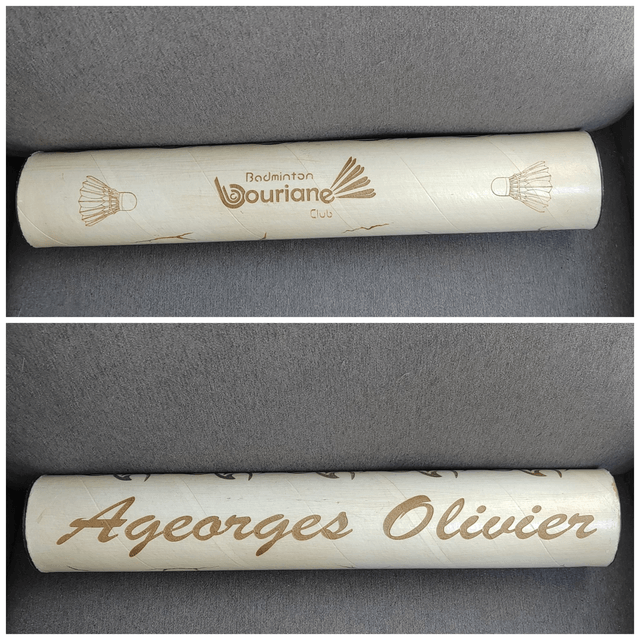 Badminton
bouriane
Club
Ageorges Olivier